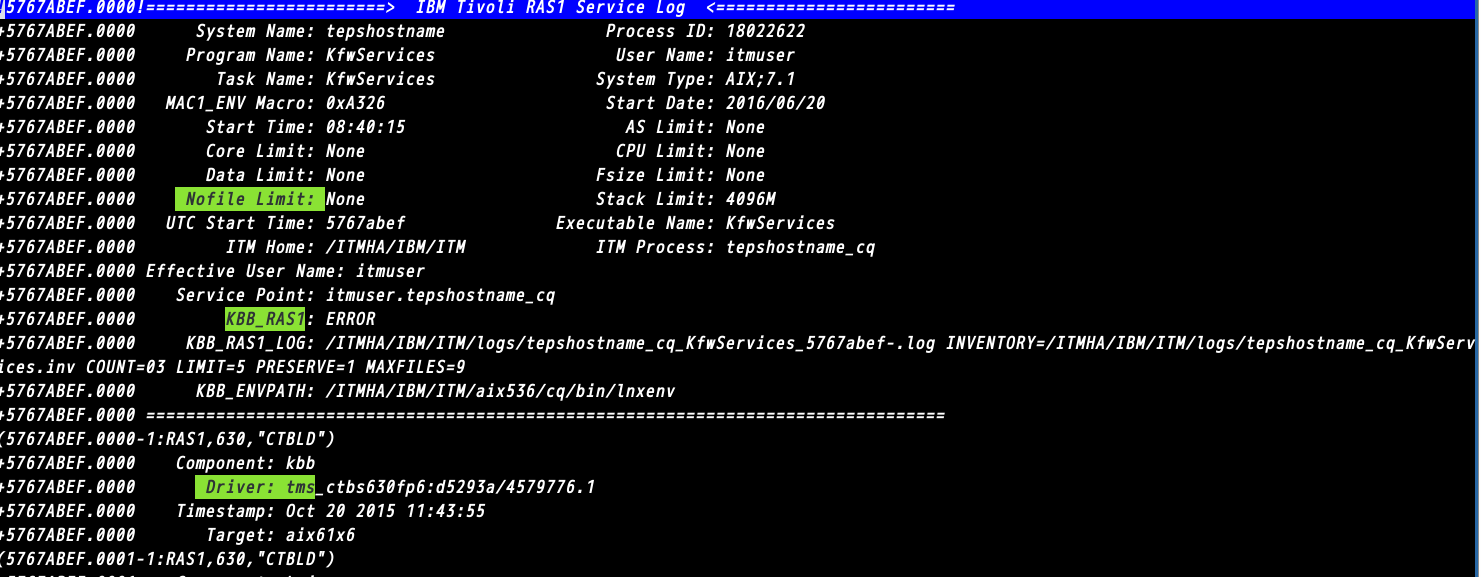 !5767ABEF.0000!========================>  IBM Tivoli RAS1 Service Log  <========================
+5767ABEF.0000      System Name: tepshostname                Process ID: 18022622
+5767ABEF.0000     Program Name: KfwServices                  User Name: itmuser
+5767ABEF.0000        Task Name: KfwServices                System Type: AIX;7.1
+5767ABEF.0000   MAC1_ENV Macro: 0xA326                      Start Date: 2016/06/20
+5767ABEF.0000       Start Time: 08:40:15                      AS Limit: None
+5767ABEF.0000       Core Limit: None                         CPU Limit: None
+5767ABEF.0000       Data Limit: None                       Fsize Limit: None
+5767ABEF.0000     Nofile Limit: None                       Stack Limit: 4096M
+5767ABEF.0000   UTC Start Time: 5767abef               Executable Name: KfwServices
+5767ABEF.0000         ITM Home: /ITMHA/IBM/ITM             ITM Process: tepshostname_cq
+5767ABEF.0000 Effective User Name: itmuser
+5767ABEF.0000    Service Point: itmuser.tepshostname_cq
+5767ABEF.0000         KBB_RAS1: ERROR
+5767ABEF.0000     KBB_RAS1_LOG: /ITMHA/IBM/ITM/logs/tepshostname_cq_KfwServices_5767abef-.log INVENTORY=/ITMHA/IBM/ITM/logs/tepshostname_cq_KfwServ
ices.inv COUNT=03 LIMIT=5 PRESERVE=1 MAXFILES=9
+5767ABEF.0000      KBB_ENVPATH: /ITMHA/IBM/ITM/aix536/cq/bin/lnxenv
+5767ABEF.0000 ================================================================================
(5767ABEF.0000-1:RAS1,630,"CTBLD")
+5767ABEF.0000    Component: kbb
+5767ABEF.0000       Driver: tms_ctbs630fp6:d5293a/4579776.1
+5767ABEF.0000    Timestamp: Oct 20 2015 11:43:55
+5767ABEF.0000       Target: aix61x6
(5767ABEF.0001-1:RAS1,630,"CTBLD")